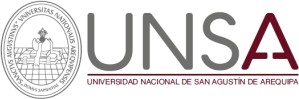 UNSA
UNIVERSIDAD NACIONAL DE SAN AGUSTÍN DE AREQUIPA